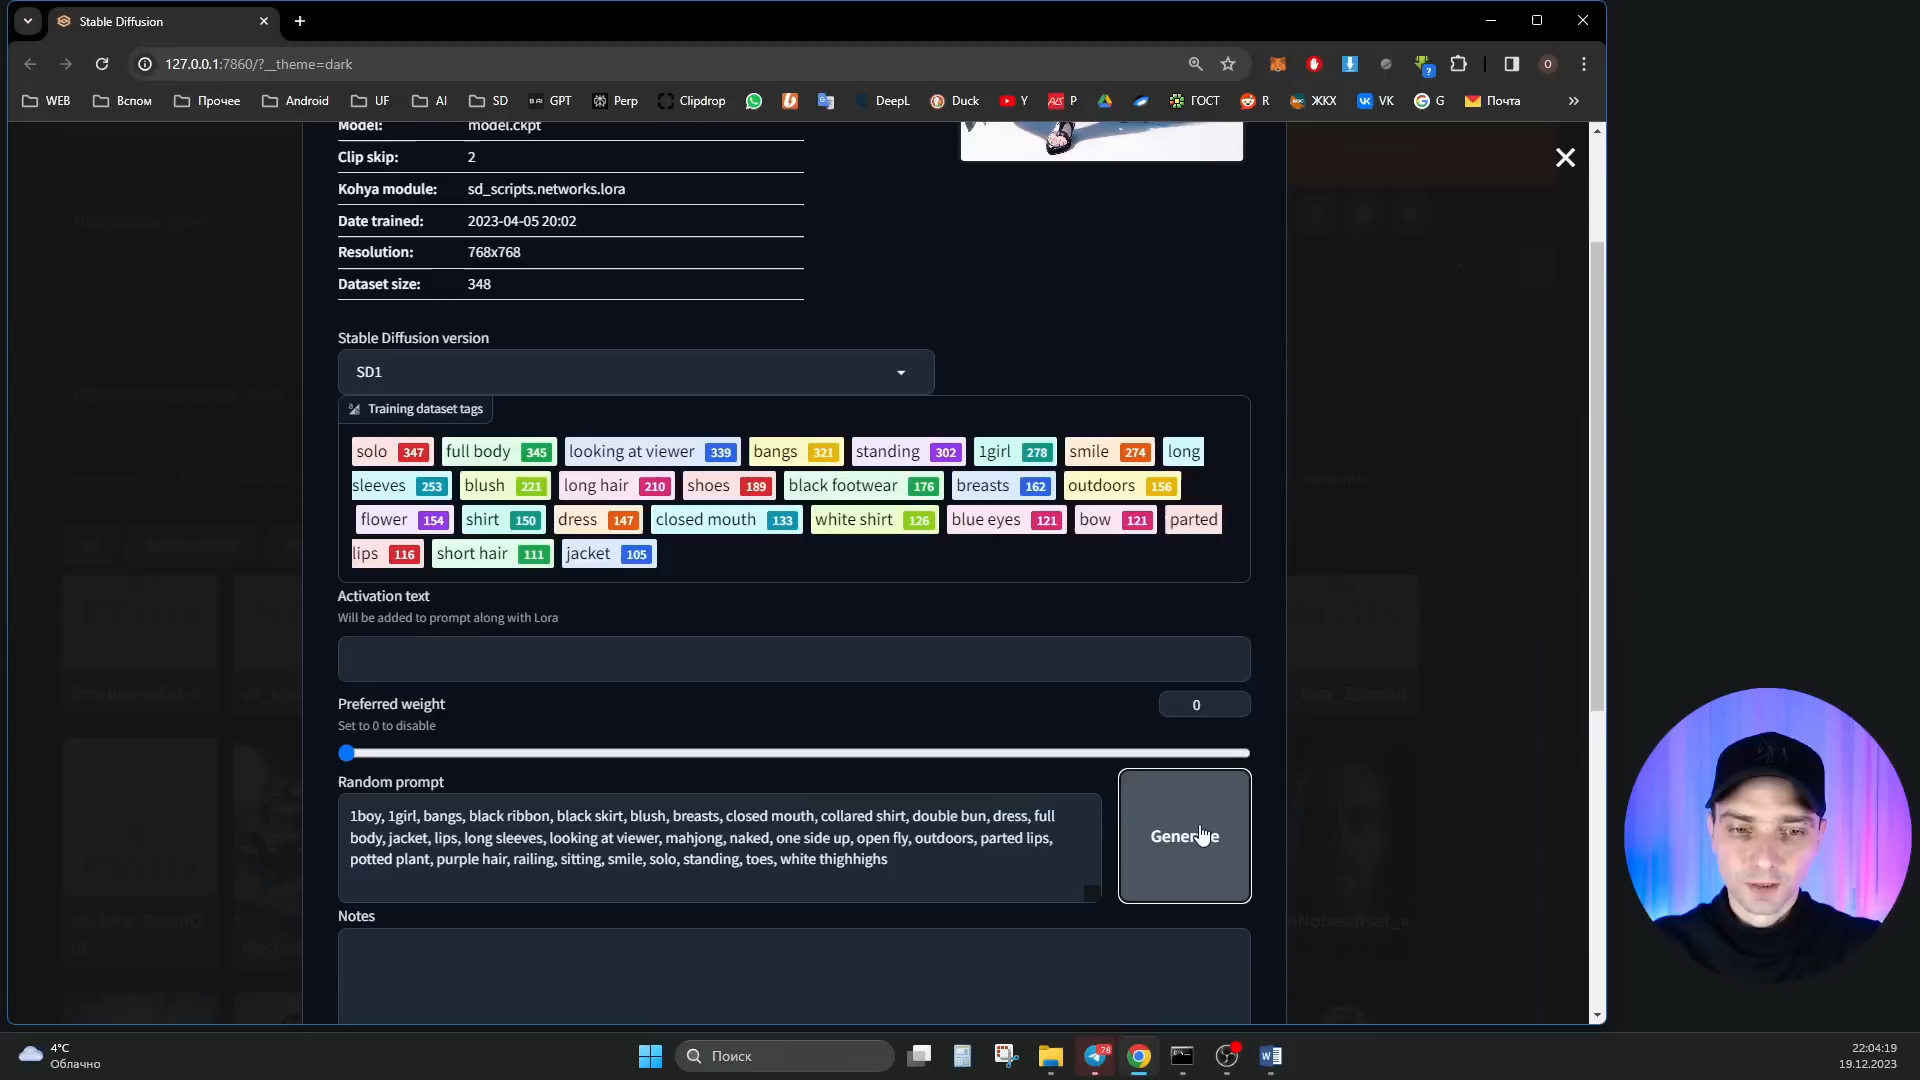 Stable Diffusion
127.0.0.1:7860/?__theme=dark
WEB Вспом Прочее Android UF AI SD GPT Perp Clipdrop DeepL Duck Y P ГОСТ R ЖКХ VK G Почта »
Model: model.ckpt
Clip skip: 2
Kohya module: sd_scripts.networks.lora
Date trained: 2023-04-05 20:02
Resolution: 768x768
Dataset size: 348
Stable Diffusion version
SD1
Training dataset tags
solo 347 full body 345 looking at viewer 339 bangs 321 standing 302 1girl 278 smile 274 long
sleeves 253 blush 221 long hair 210 shoes 189 black footwear 176 breasts 162 outdoors 156
flower 154 shirt 150 dress 147 closed mouth 133 white shirt 126 blue eyes 121 bow 121 parted
lips 116 short hair 111 jacket 105
Activation text
Will be added to prompt along with Lora
Preferred weight
0
Set to 0 to disable
Random prompt
1boy, 1girl, bangs, black ribbon, black skirt, blush, breasts, closed mouth, collared shirt, double bun, dress, full
body, jacket, lips, long sleeves, looking at viewer, mahjong, naked, one side up, open fly, outdoors, parted lips,
potted plant, purple hair, railing, sitting, smile, solo, standing, toes, white thighhighs
Generate
Notes
4°C
Облачно
Поиск
78
22:04:19
19.12.2023